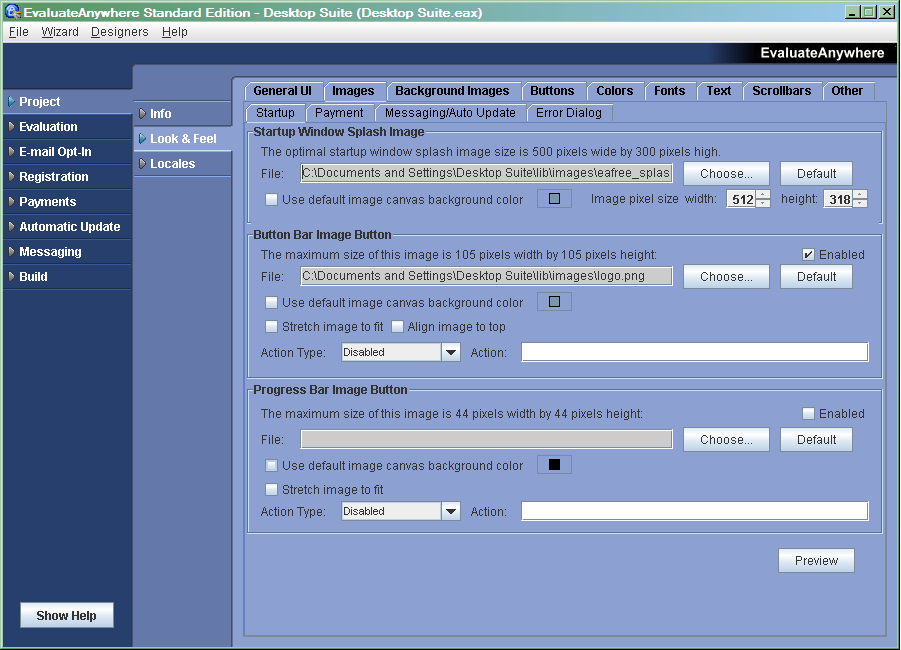 EvaluateAnywhere Standard Edition - Desktop Suite (Desktop Suite.eax)
File Wizard Designers Help
EvaluateAnywhere
Project
Evaluation
E-mail Opt-In
Registration
Payments
Automatic Update
Messaging
Build
Show Help
Info
Look & Feel
Locales
General UI Images Background Images Buttons Colors Fonts Text Scrollbars Other
Startup Payment Messaging/Auto Update Error Dialog
Startup Window Splash Image
The optimal startup window splash image size is 500 pixels wide by 300 pixels high.
File: C:\Documents and Settings\Desktop Suite\lib\images\eafree_splas Choose... Default
Use default image canvas background color Image pixel size width: 512 height: 318
Button Bar Image Button
The maximum size of this image is 105 pixels width by 105 pixels height: Enabled
File: C:\Documents and Settings\Desktop Suite\lib\images\logo.png Choose... Default
Use default image canvas background color
Stretch image to fit Align image to top
Action Type: Disabled Action:
Progress Bar Image Button
The maximum size of this image is 44 pixels width by 44 pixels height: Enabled
File: Choose... Default
Use default image canvas background color
Stretch image to fit
Action Type: Disabled Action:
Preview